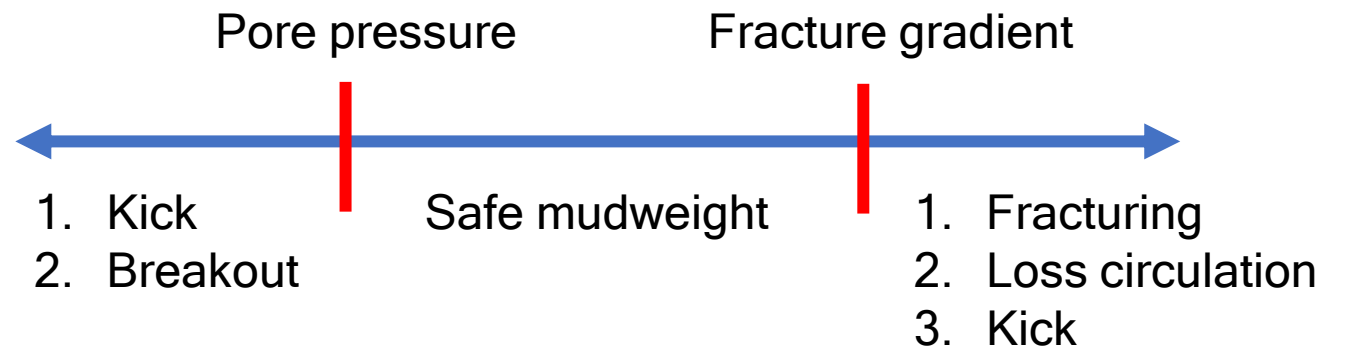 Pore pressure
Fracture gradient
1. Kick
2. Breakout
Safe mudweight
1. Fracturing
2. Loss circulation
3. Kick